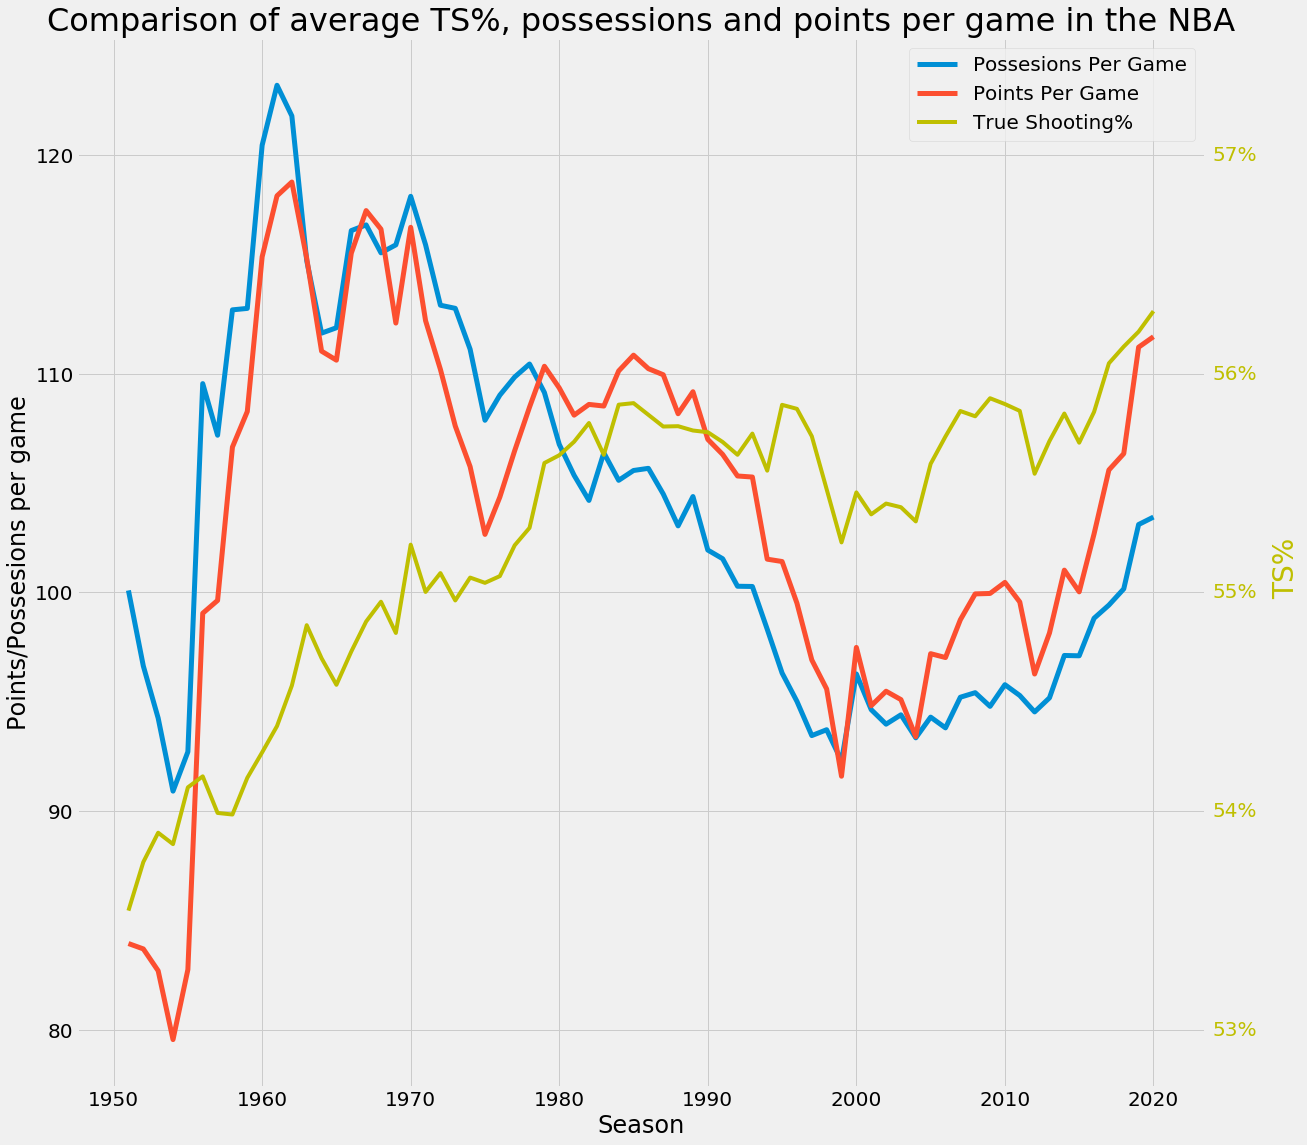 Comparison of average TS%, possessions and points per game in the NBA
Possesions Per Game
Points Per Game
True Shooting%
120
110
100
90
80
Points/Possesions per game
57%
56%
55%
54%
53%
TS%
1950 1960 1970 1980 1990 2000 2010 2020
Season